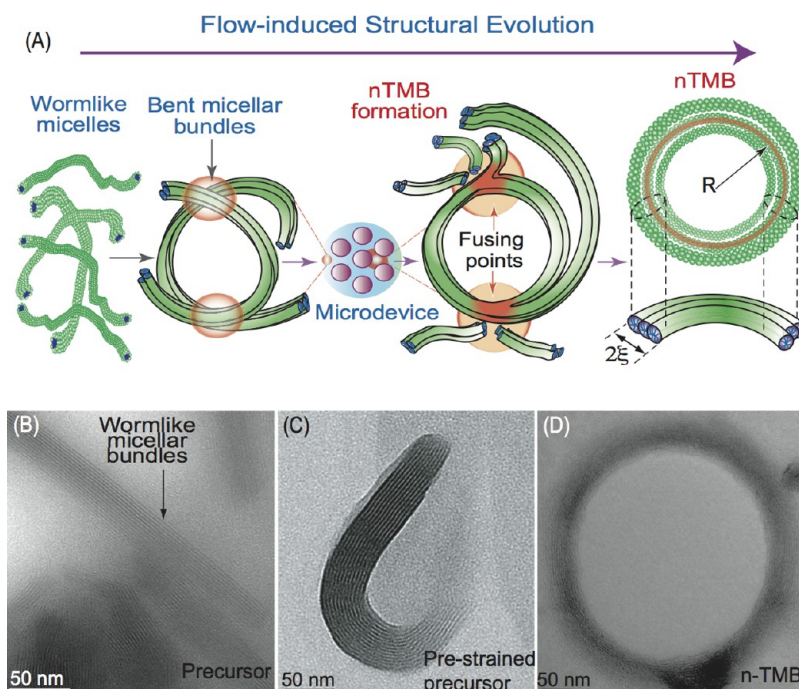 Flow-induced Structural Evolution
(A)
Wormlike
micelles
Bent micellar
bundles
nTMB
formation
nTMB
R
Fusing
points
Microdevice
2ξ
(B)
Wormlike
micellar
bundles
50 nm
Precursor
(C)
50 nm
Pre-strained
precursor
(D)
50 nm
n-TMB